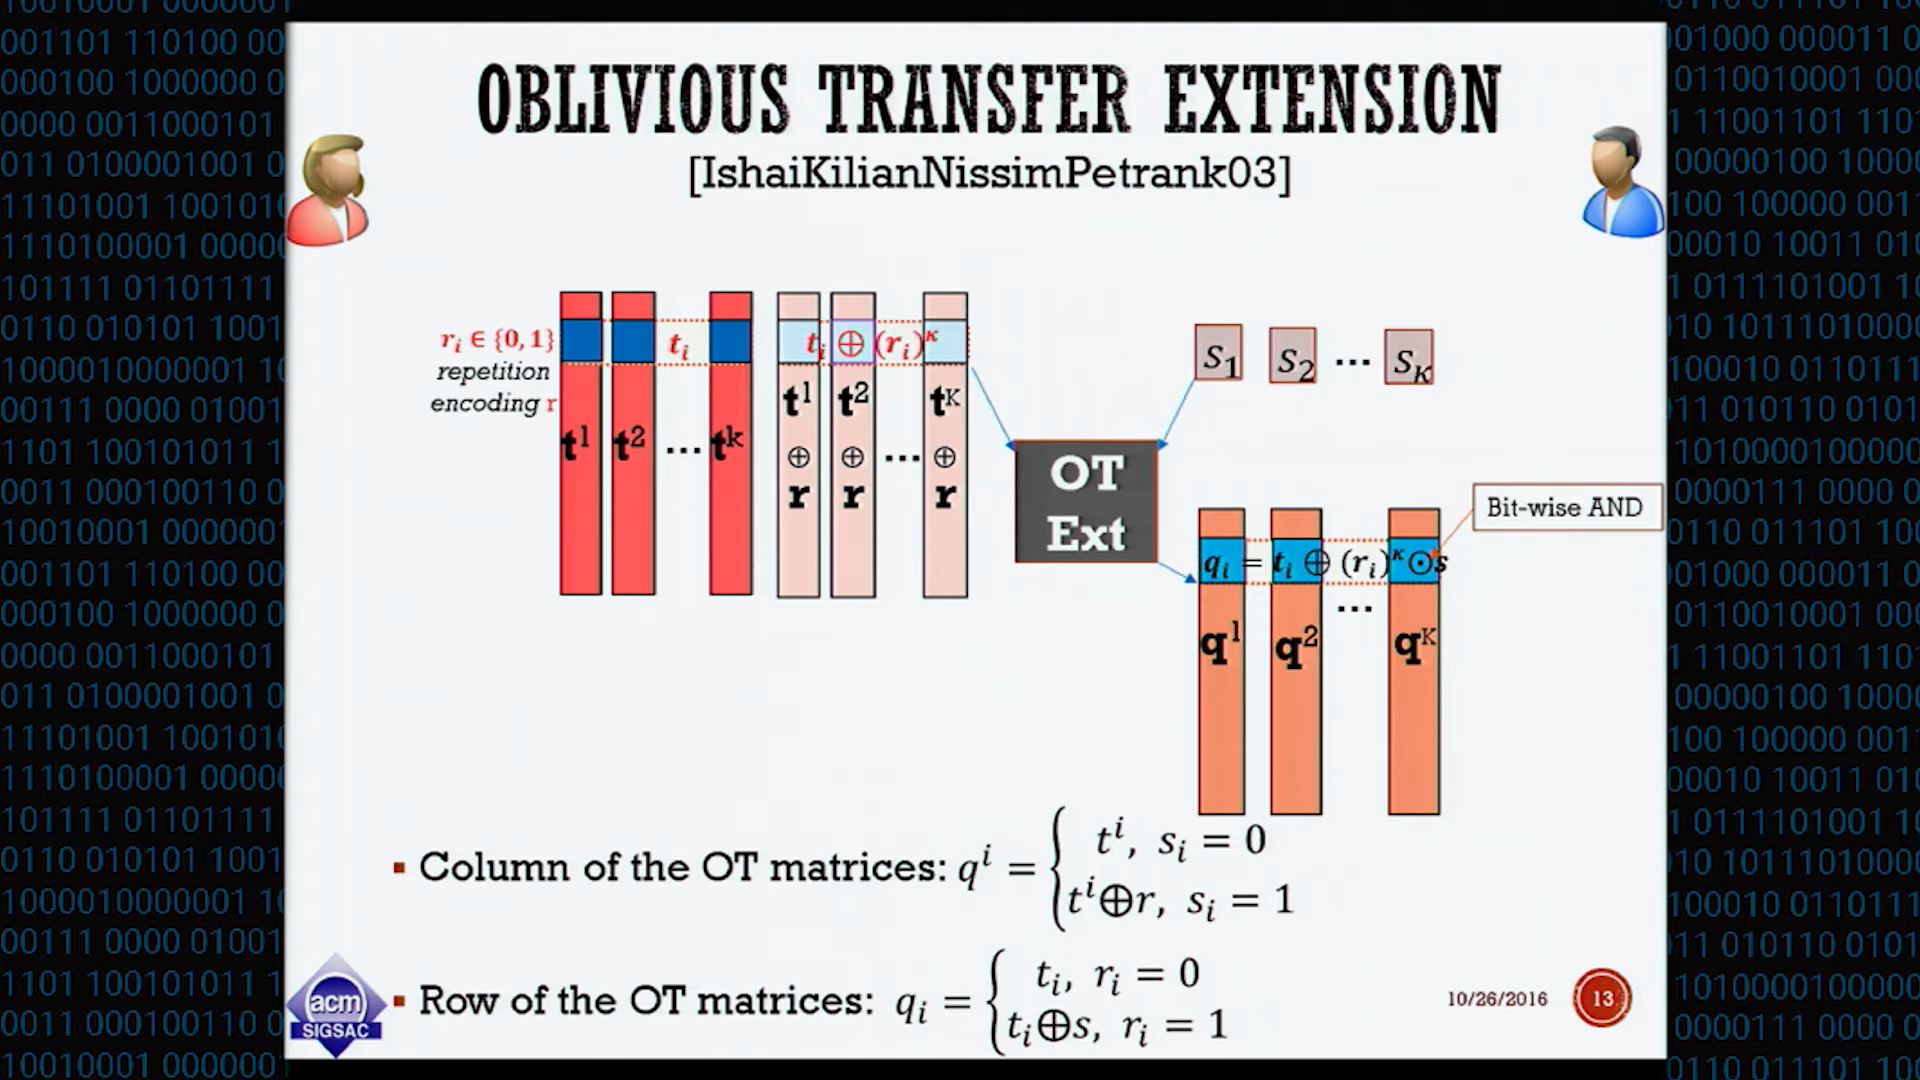 OBLIVIOUS TRANSFER EXTENSION
[IshaiKilianNissimPetrank03]
rᵢ ∈ {0, 1}
repetition
encoding r
tᵢ
tᵢ ⊕ (rᵢ)^κ
t¹ t² … tᵏ
t¹ ⊕ r t² ⊕ r … tᴷ ⊕ r
S₁ S₂ … S_κ
OT
Ext
Bit-wise AND
qᵢ = tᵢ ⊕ (rᵢ)^κ ⊙ s
…
q¹ q² qᴷ
▪ Column of the OT matrices: qⁱ = { tⁱ, sᵢ = 0
tⁱ⊕r, sᵢ = 1
▪ Row of the OT matrices: qᵢ = { tᵢ, rᵢ = 0
tᵢ⊕s, rᵢ = 1
acm
SIGSAC
10/26/2016 13